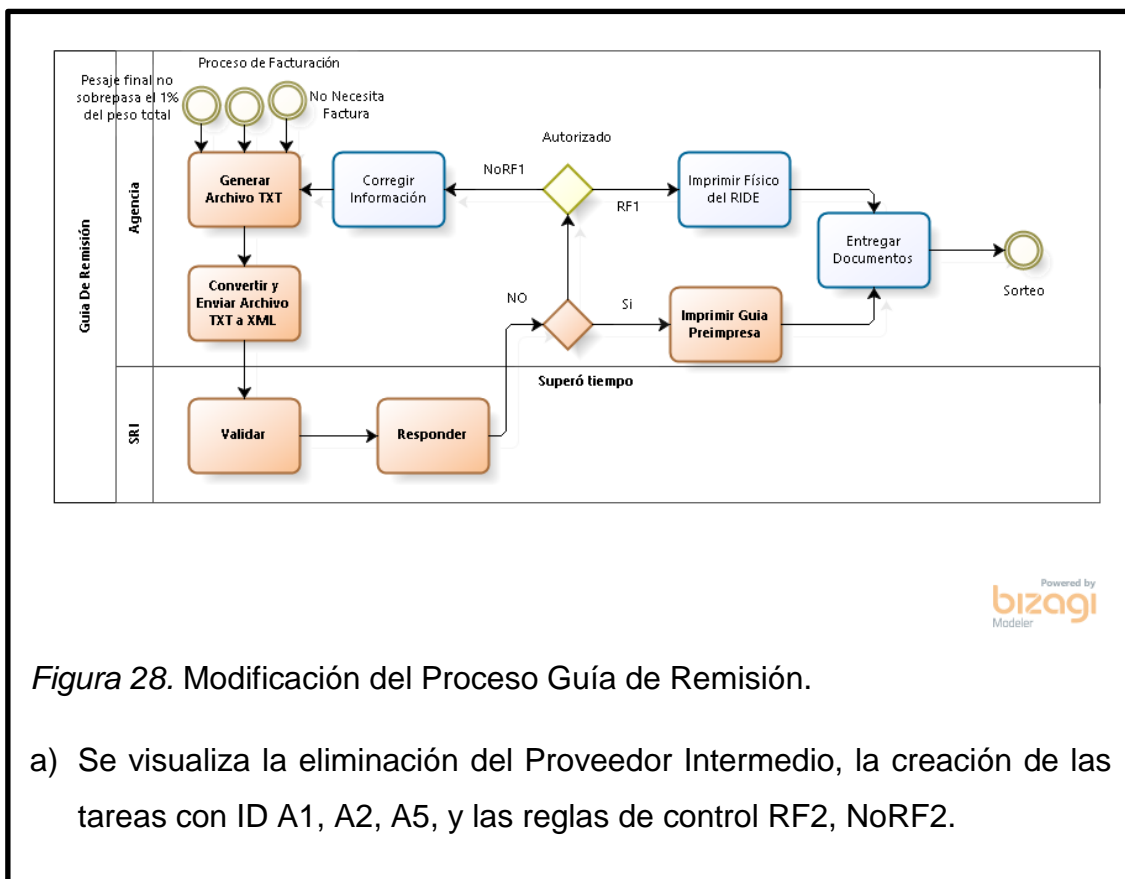 Proceso de Facturación
Pesaje final no
sobrepasa el 1%
del peso total
No Necesita
Factura
Guia De Remisión
Agencia
Generar
Archivo TXT
Corregir
Información
NoRF1
Autorizado
RF1
Imprimir Físico
del RIDE
Entregar
Documentos
Sorteo
Convertir y
Enviar Archivo
TXT a XML
NO
Si
Imprimir Guia
Preimpresa
Superó tiempo
SRI
Validar
Responder
Powered by
bizagi
Modeler
Figura 28. Modificación del Proceso Guía de Remisión.
a) Se visualiza la eliminación del Proveedor Intermedio, la creación de las
tareas con ID A1, A2, A5, y las reglas de control RF2, NoRF2.